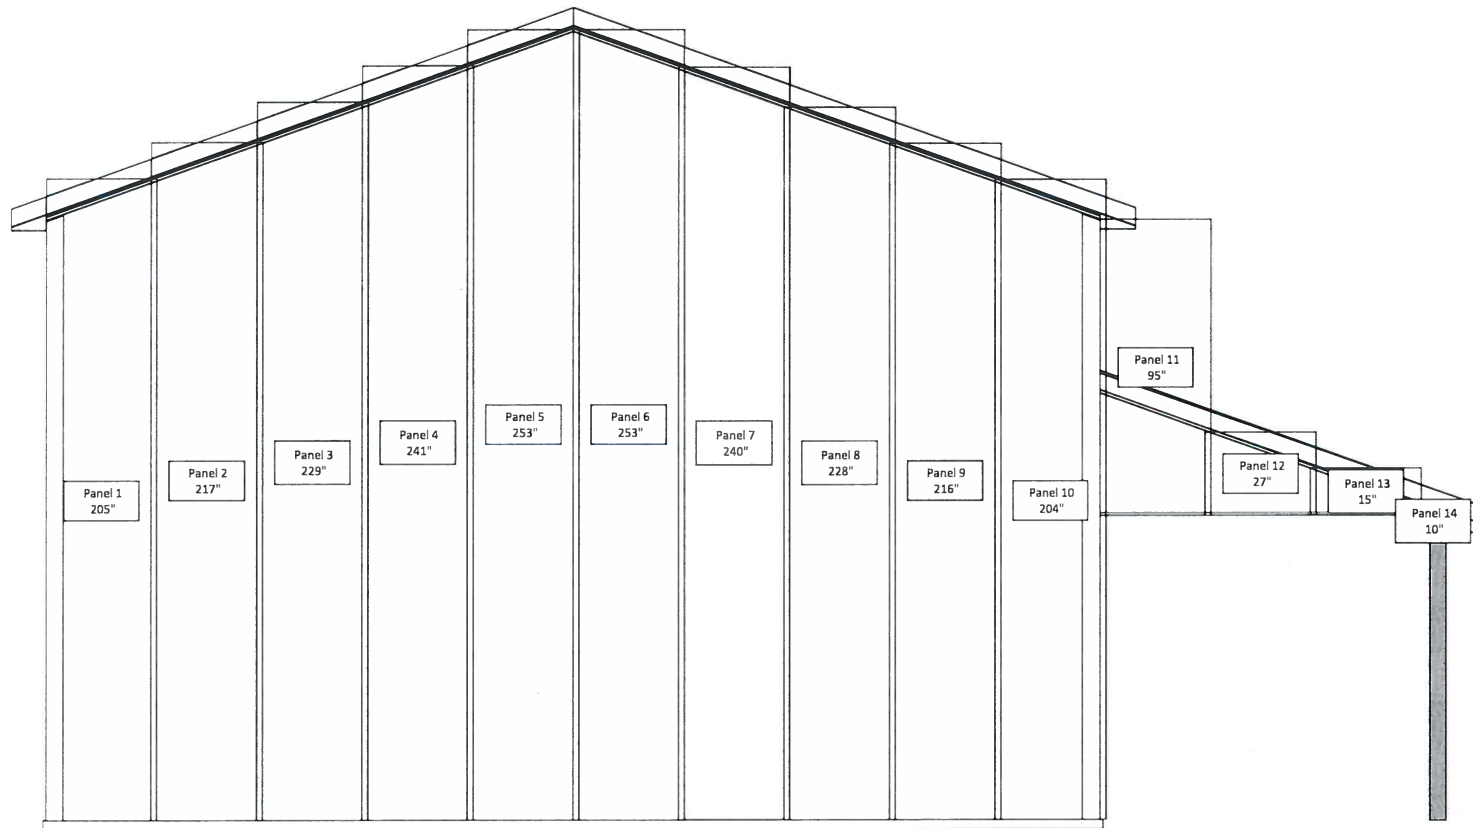 Panel 1
205"
Panel 2
217"
Panel 3
229"
Panel 4
241"
Panel 5
253"
Panel 6
253"
Panel 7
240"
Panel 8
228"
Panel 9
216"
Panel 10
204"
Panel 11
95"
Panel 12
27"
Panel 13
15"
Panel 14
10"